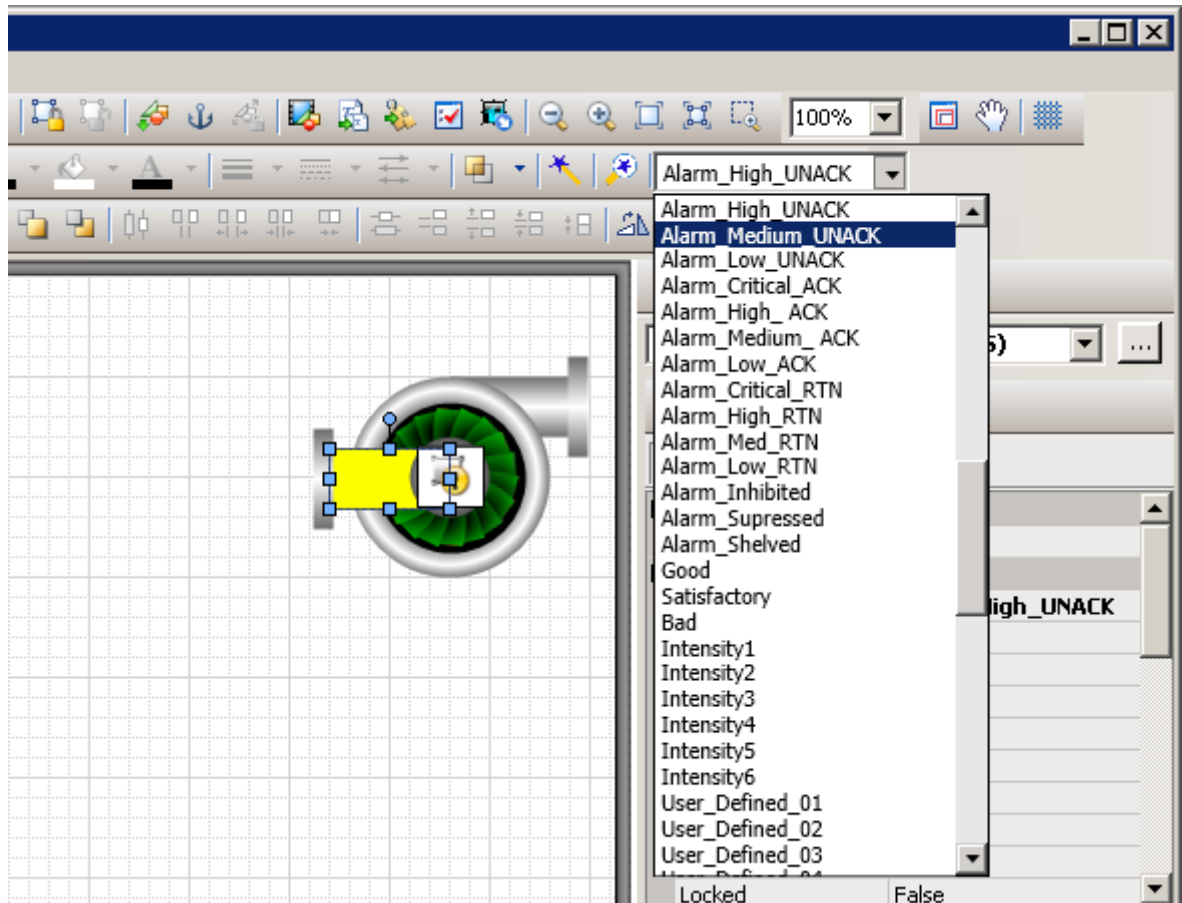 100%
A
Alarm_High_UNACK
Alarm_High_UNACK
Alarm_Medium_UNACK
Alarm_Low_UNACK
Alarm_Critical_ACK
Alarm_High_ ACK
Alarm_Medium_ ACK
...
Alarm_Low_ACK
Alarm_Critical_RTN
Alarm_High_RTN
Alarm_Med_RTN
Alarm_Low_RTN
Alarm_Inhibited
Alarm_Supressed
Alarm_Shelved
Good
Satisfactory
igh_UNACK
Bad
Intensity1
Intensity2
Intensity3
Intensity4
Intensity5
Intensity6
User_Defined_01
User_Defined_02
User_Defined_03
Locked False